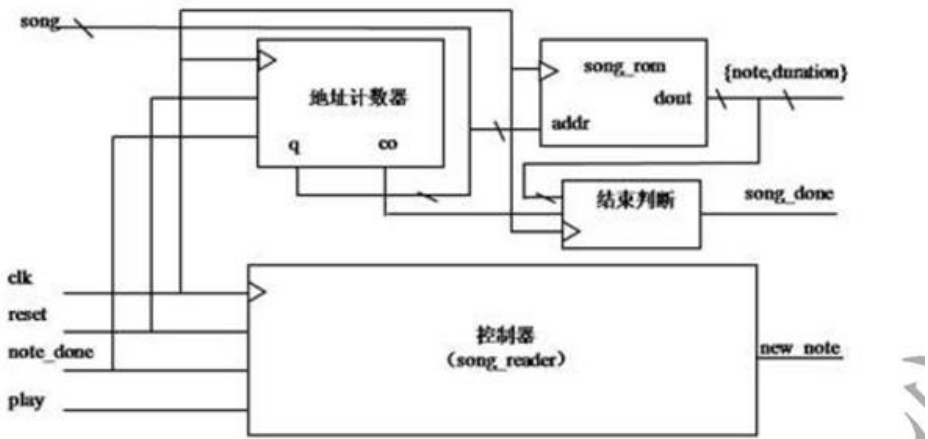 song
地址计数器
q
co
song_rom
dout
addr
{note,duration}
结束判断
song_done
clk
reset
note_done
play
控制器
(song_reader)
new_note